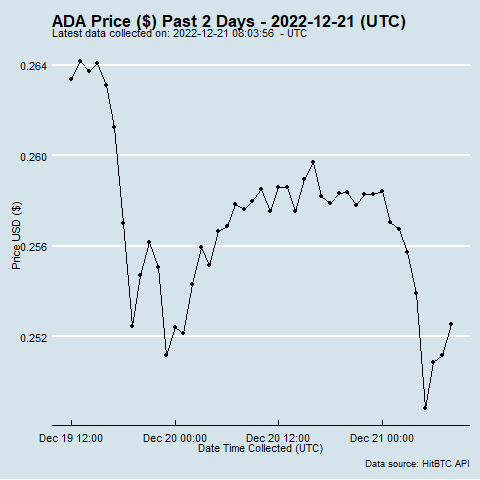 ADA Price ($) Past 2 Days - 2022-12-21 (UTC)
Latest data collected on: 2022-12-21 08:03:56  - UTC
0.264
0.260
0.256
0.252
Price USD ($)
Dec 19 12:00 Dec 20 00:00 Dec 20 12:00 Dec 21 00:00
Date Time Collected (UTC)
Data source: HitBTC API